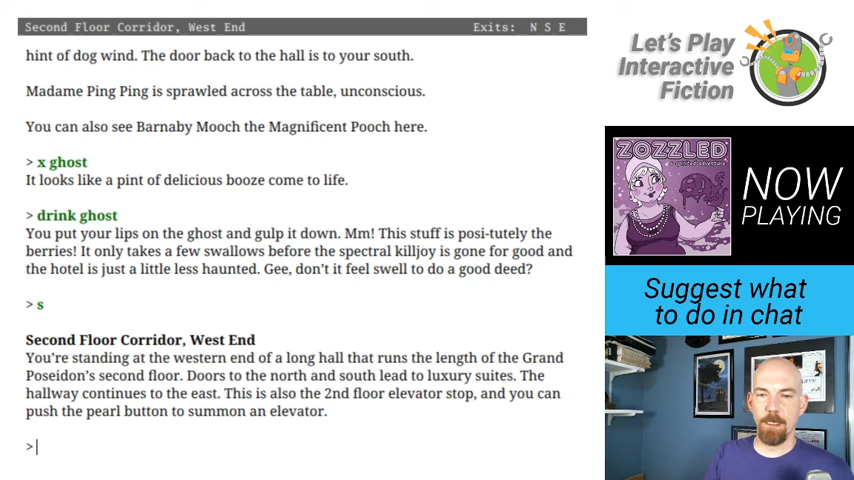 Second Floor Corridor, West End Exits: N S E
hint of dog wind. The door back to the hall is to your south.
Madame Ping Ping is sprawled across the table, unconscious.
You can also see Barnaby Mooch the Magnificent Pooch here.
> x ghost
It looks like a pint of delicious booze come to life.
> drink ghost
You put your lips on the ghost and gulp it down. Mm! This stuff is posi-tutely the
berries! It only takes a few swallows before the spectral killjoy is gone for good and
the hotel is just a little less haunted. Gee, don’t it feel swell to do a good deed?
> s
Second Floor Corridor, West End
You’re standing at the western end of a long hall that runs the length of the Grand
Poseidon’s second floor. Doors to the north and south lead to luxury suites. The
hallway continues to the east. This is also the 2nd floor elevator stop, and you can
push the pearl button to summon an elevator.
>
Let’s Play
Interactive
Fiction
ZOZZLED
a spirited adventure
NOW
PLAYING
Suggest what
to do in chat